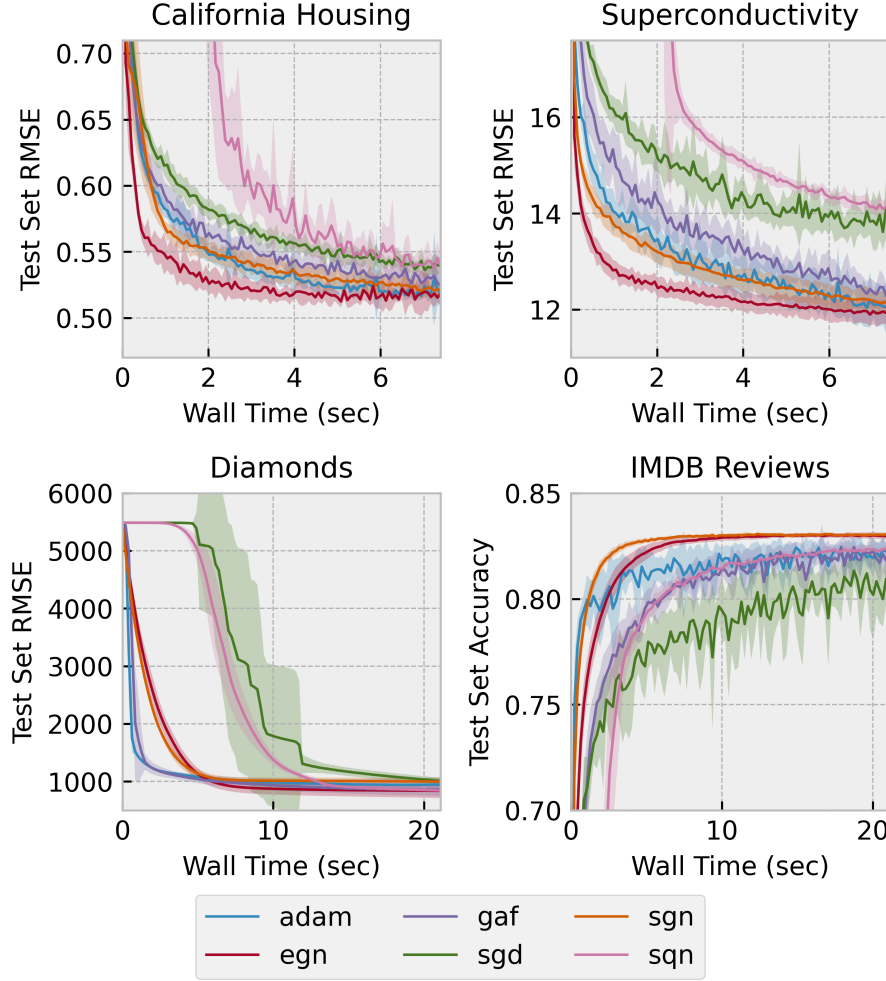 California Housing
Superconductivity
Test Set RMSE
0.70
0.65
0.60
0.55
0.50
0 2 4 6
Wall Time (sec)
Test Set RMSE
16
14
12
0 2 4 6
Wall Time (sec)
Diamonds
IMDB Reviews
Test Set RMSE
6000
5000
4000
3000
2000
1000
0 10 20
Wall Time (sec)
Test Set Accuracy
0.85
0.80
0.75
0.70
0 10 20
Wall Time (sec)
adam gaf sgn
egn sgd sqn